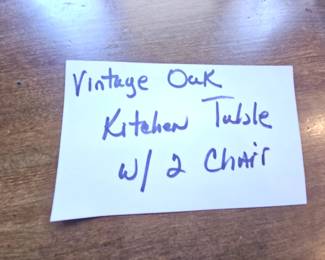 Vintage Oak
Kitchen Table
w/ 2 Chair